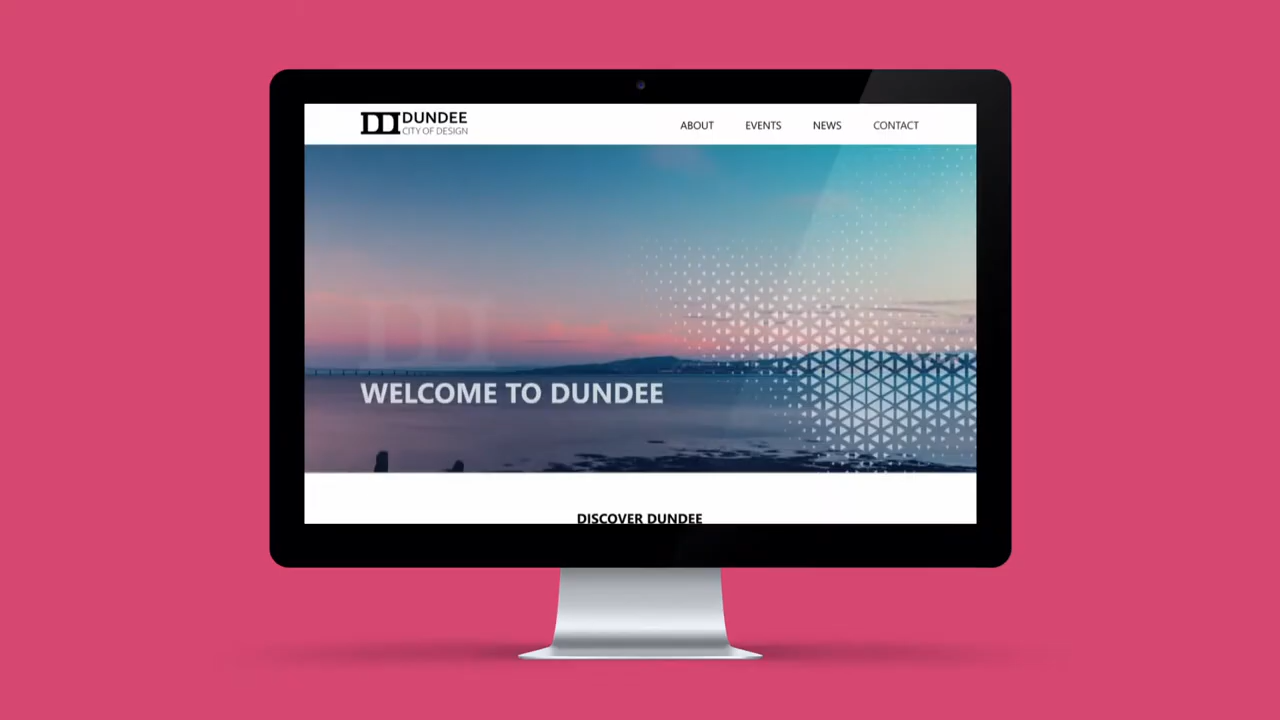 DUNDEE
CITY OF DESIGN
ABOUT EVENTS NEWS CONTACT
WELCOME TO DUNDEE
DISCOVER DUNDEE